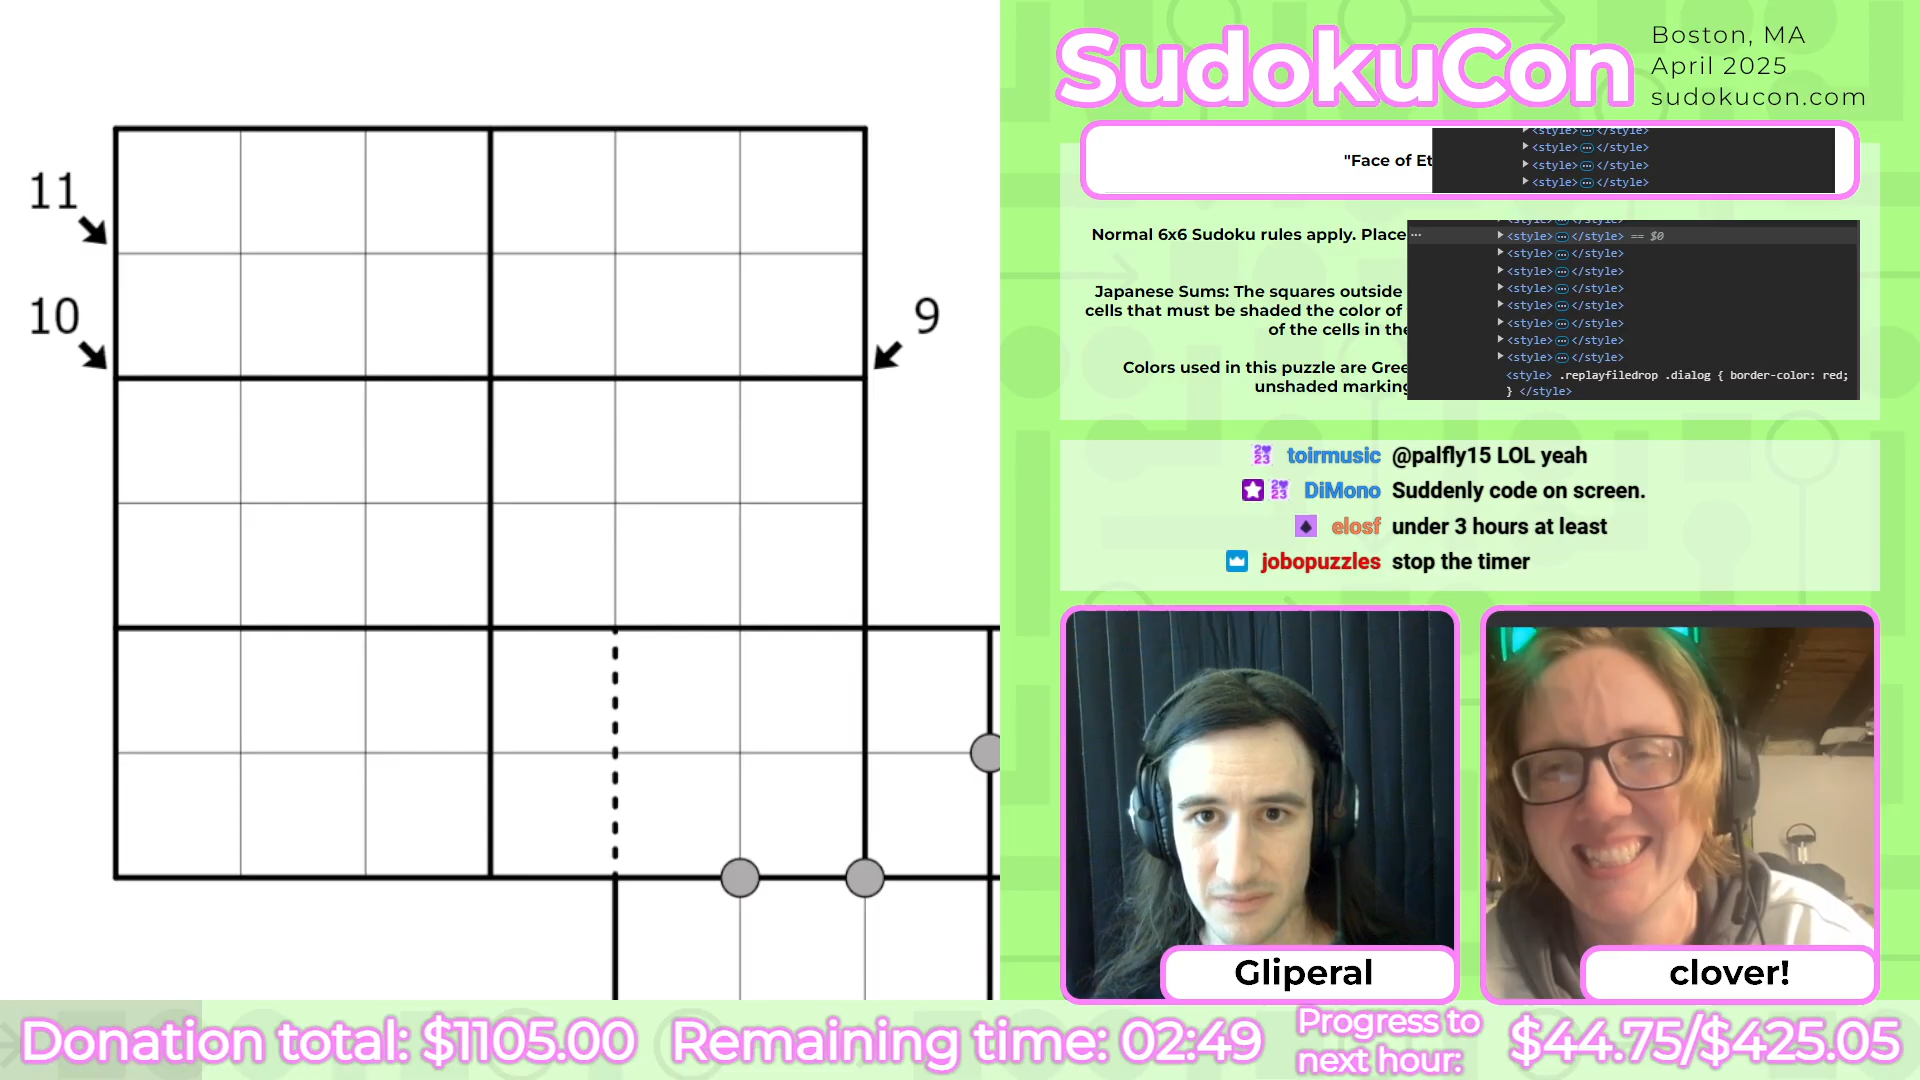 11
10
9
SudokuCon
Boston, MA
April 2025
sudokucon.com
"Face of Et
<style>…</style>
<style>…</style>
<style>…</style>
<style>…</style>
Normal 6x6 Sudoku rules apply. Place
Japanese Sums: The squares outside
cells that must be shaded the color of
of the cells in the
Colors used in this puzzle are Gree
unshaded marking
<style>…</style>
… <style>…</style> == $0
<style>…</style>
<style>…</style>
<style>…</style>
<style>…</style>
<style>…</style>
<style>…</style>
<style>…</style>
<style> .replayfiledrop .dialog { border-color: red;
} </style>
toirmusic @palfly15 LOL yeah
DiMono Suddenly code on screen.
elosf under 3 hours at least
jobopuzzles stop the timer
Gliperal
clover!
Donation total: $1105.00 Remaining time: 02:49 Progress to
next hour: $44.75/$425.05